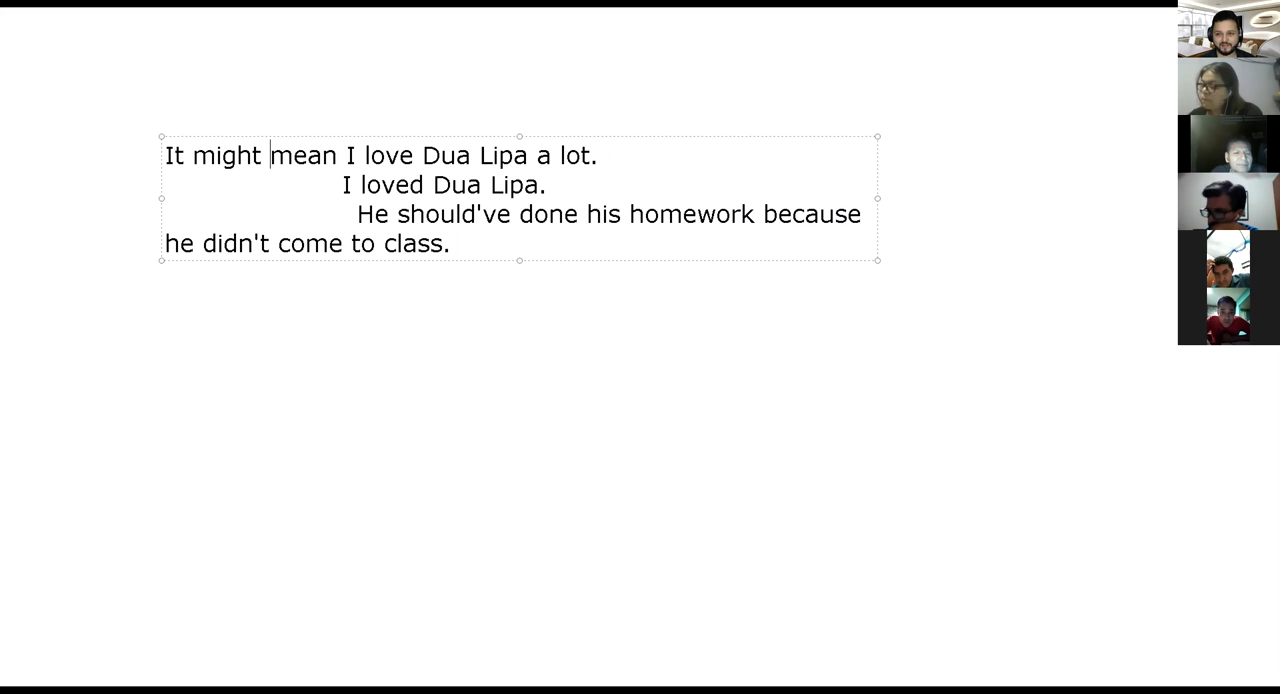 It might mean I love Dua Lipa a lot.
I loved Dua Lipa.
He should've done his homework because
he didn't come to class.